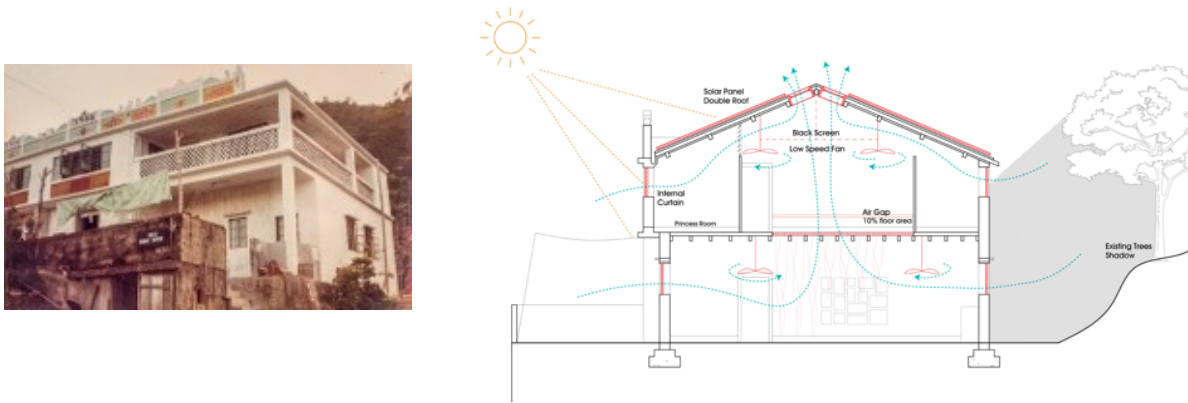 Solar Panel
Double Roof
Black Screen
Low Speed Fan
Internal
Curtain
Air Gap
10% floor area
Princess Room
Existing Trees
Shadow